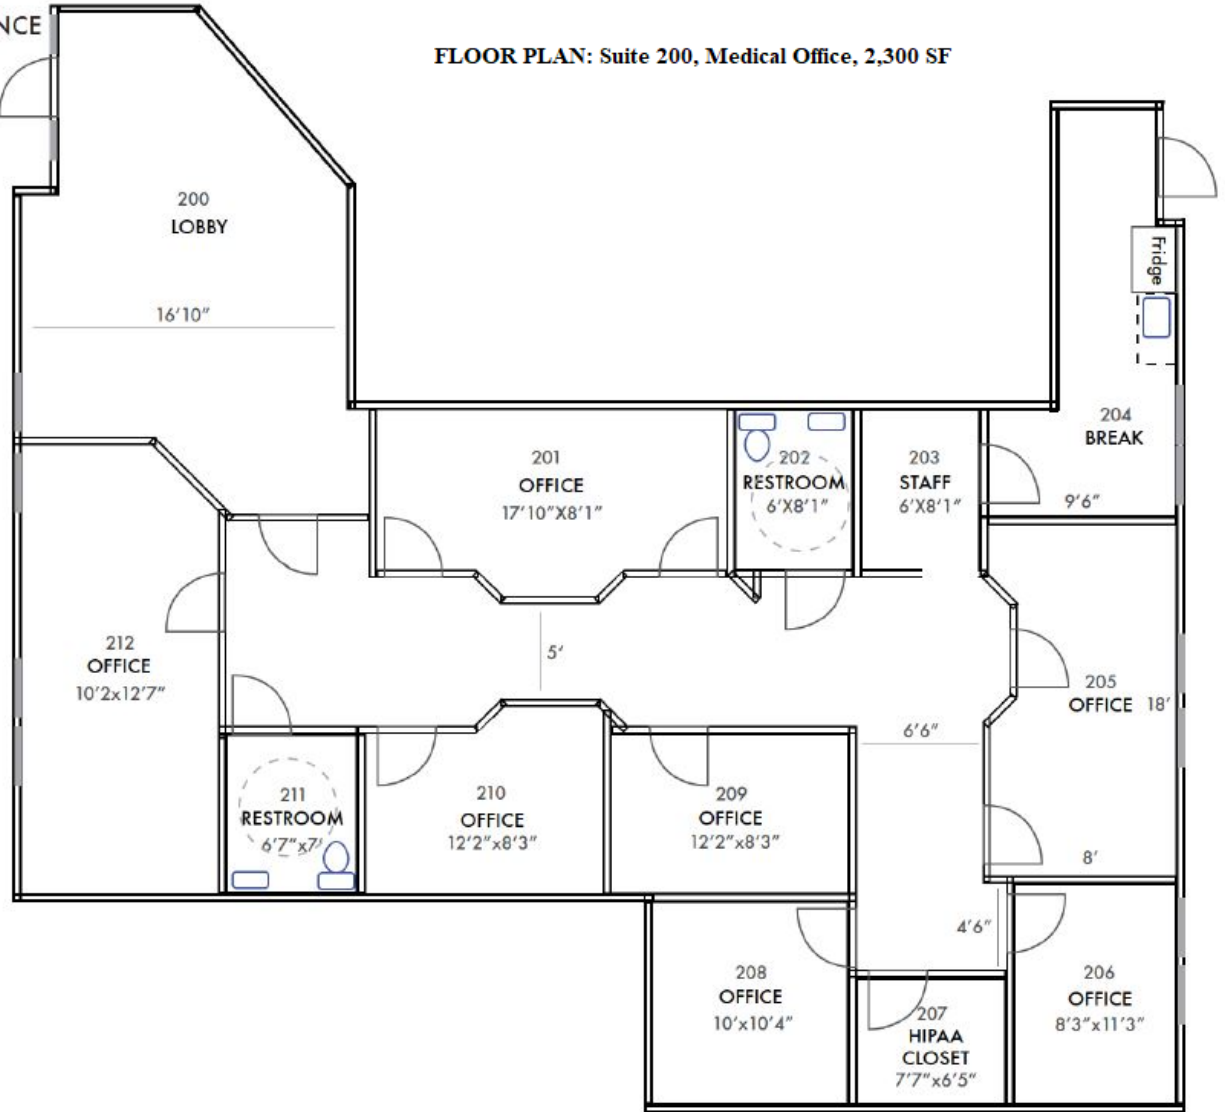 NCE
FLOOR PLAN: Suite 200, Medical Office, 2,300 SF
200
LOBBY
16'10"
Fridge
204
BREAK
9'6"
201
OFFICE
17'10"X8'1"
202
RESTROOM
6'X8'1"
203
STAFF
6'X8'1"
212
OFFICE
10'2x12'7"
5'
205
OFFICE 18'
8'
6'6"
211
RESTROOM
6'7"x7'
210
OFFICE
12'2"x8'3"
209
OFFICE
12'2"x8'3"
4'6"
208
OFFICE
10'x10'4"
207
HIPAA
CLOSET
7'7"x6'5"
206
OFFICE
8'3"x11'3"